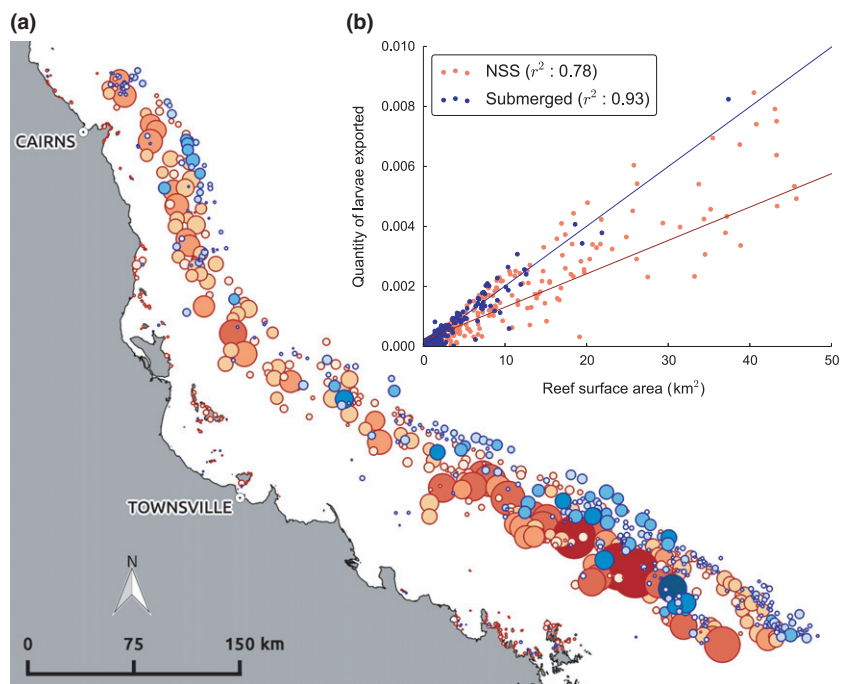 (a)
CAIRNS
TOWNSVILLE
N
0 75 150 km
(b)
NSS (r² : 0.78)
Submerged (r² : 0.93)
Quantity of larvae exported
0.010
0.008
0.006
0.004
0.002
0.000
0 10 20 30 40 50
Reef surface area (km²)